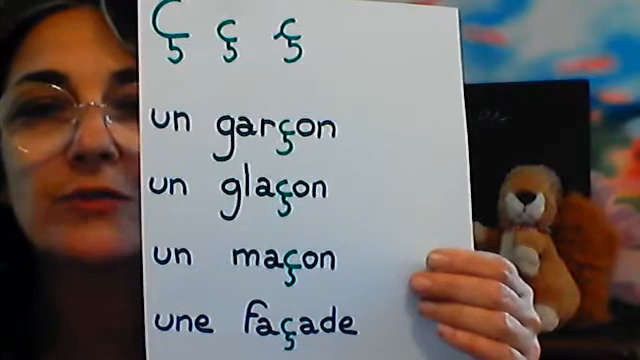 Ç ç ç
un garçon
un glaçon
un maçon
une façade